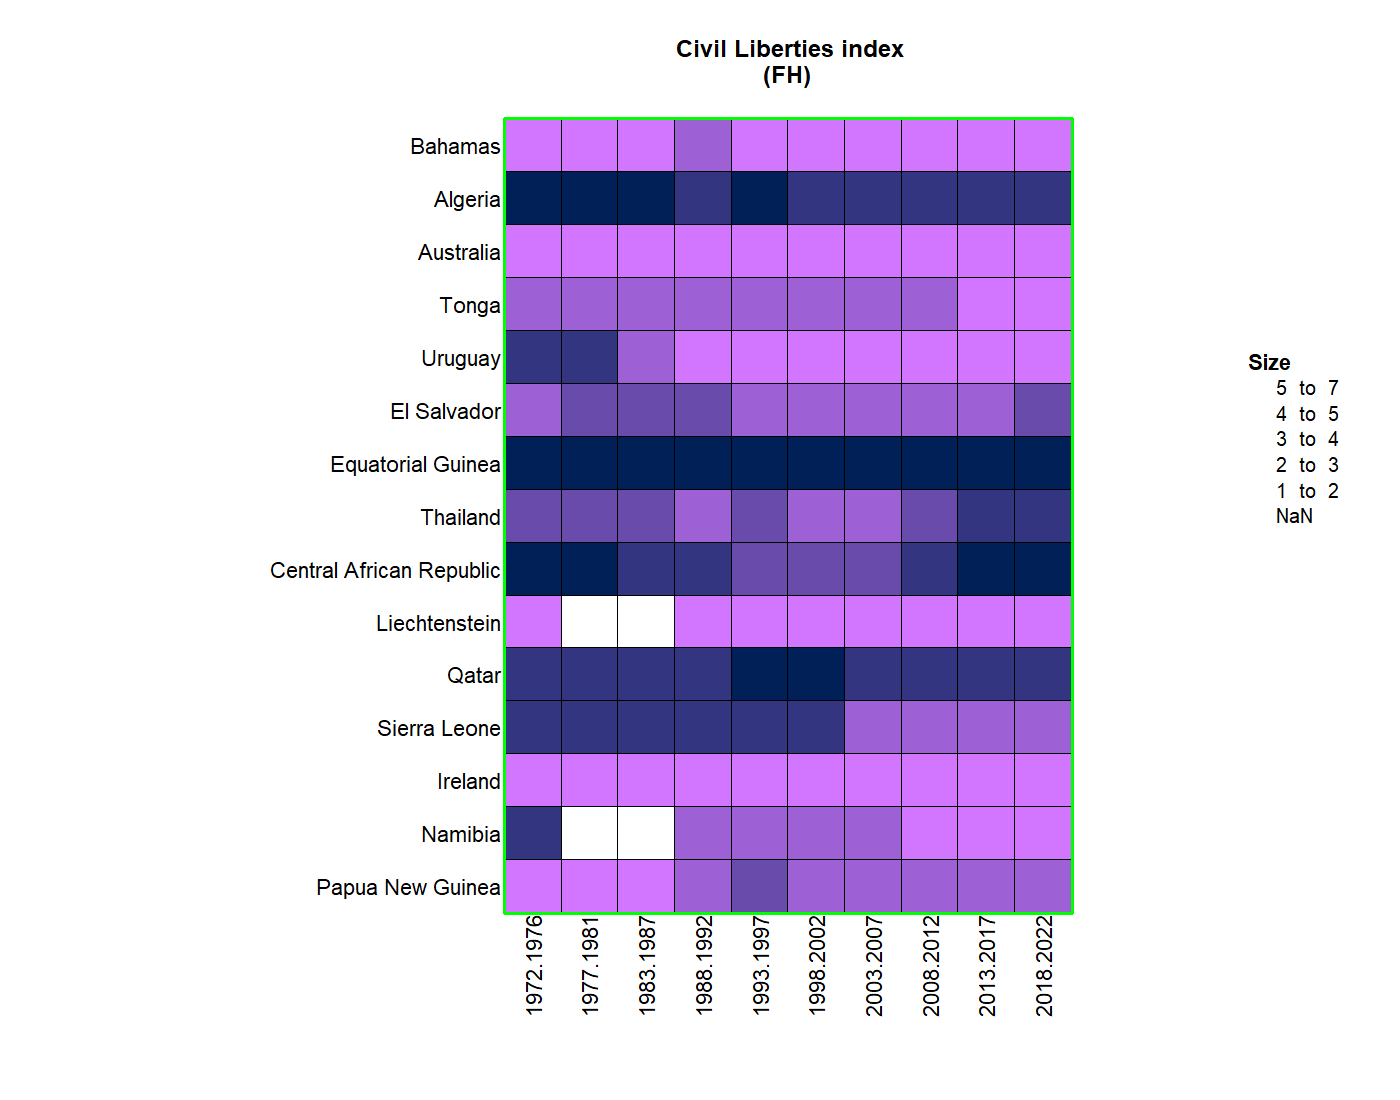 Civil Liberties index
(FH)
Bahamas
Algeria
Australia
Tonga
Uruguay
El Salvador
Equatorial Guinea
Thailand
Central African Republic
Liechtenstein
Qatar
Sierra Leone
Ireland
Namibia
Papua New Guinea
1972.1976
1977.1981
1983.1987
1988.1992
1993.1997
1998.2002
2003.2007
2008.2012
2013.2017
2018.2022
Size
5 to 7
4 to 5
3 to 4
2 to 3
1 to 2
NaN